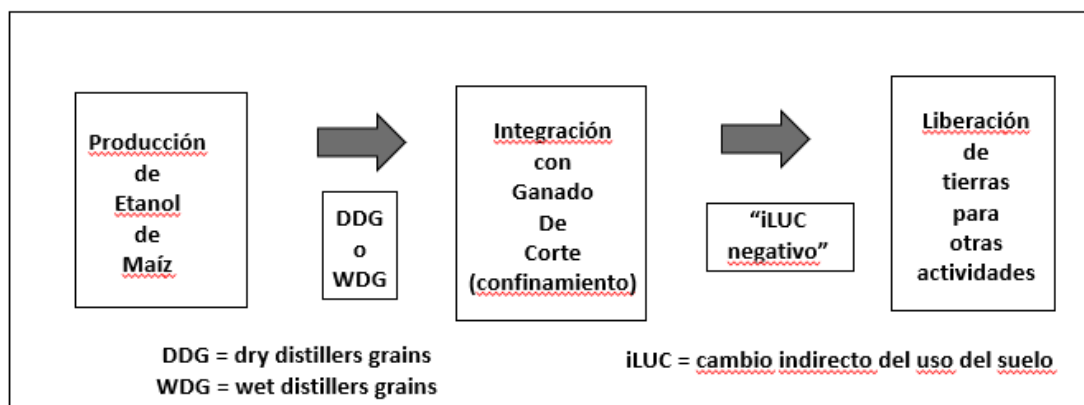 Producción
de
Etanol
de
Maíz
DDG
o
WDG
Integración
con
Ganado
De
Corte
(confinamiento)
“iLUC
negativo”
Liberación
de
tierras
para
otras
actividades
DDG = dry distillers grains
WDG = wet distillers grains
iLUC = cambio indirecto del uso del suelo